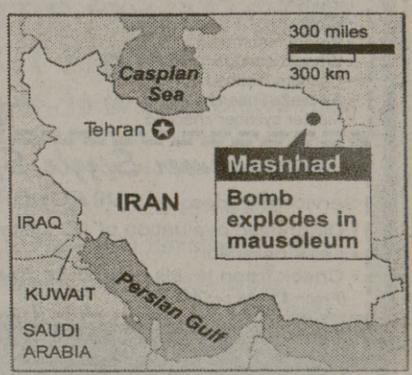 300 miles
300 km
Caspian
Sea
Tehran
Mashhad
Bomb
explodes in
mausoleum
IRAN
IRAQ
KUWAIT
Persian Gulf
SAUDI
ARABIA